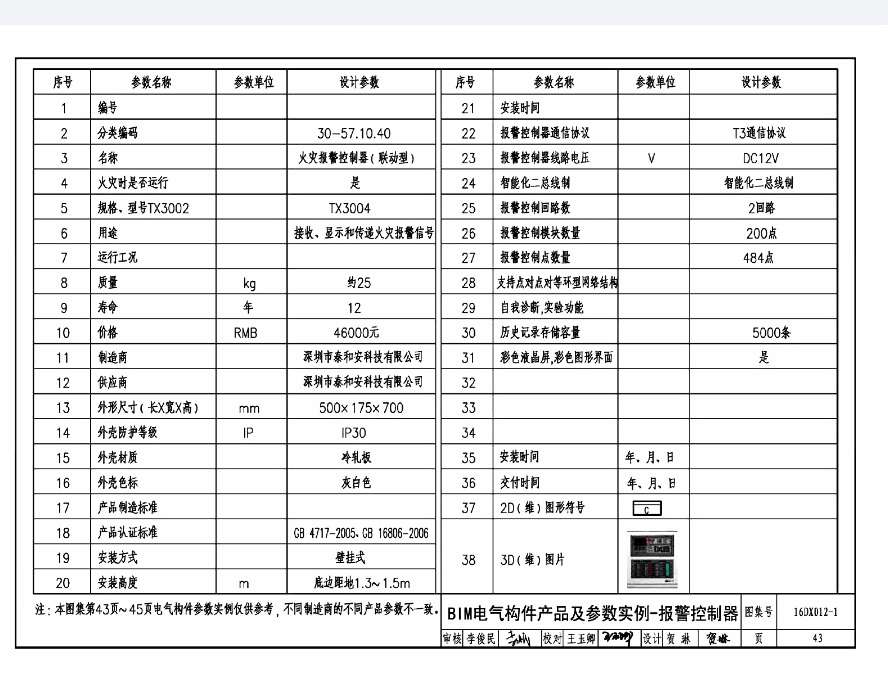 序号 参数名称 参数单位 设计参数
1 编号
2 分类编码 30-57.10.40
3 名称 火灾报警控制器(联动型)
4 火灾时是否运行 是
5 规格、型号TX3002 TX3004
6 用途 接收、显示和传递火灾报警信号
7 运行工况
8 质量 kg 约25
9 寿命 年 12
10 价格 RMB 46000元
11 制造商 深圳市泰和安科技有限公司
12 供应商 深圳市泰和安科技有限公司
13 外形尺寸(长X宽X高) mm 500×175×700
14 外壳防护等级 IP IP30
15 外壳材质 冷轧板
16 外壳色标 灰白色
17 产品制造标准
18 产品认证标准 GB 4717-2005、GB 16806-2006
19 安装方式 壁挂式
20 安装高度 m 底边距地1.3~1.5m
序号 参数名称 参数单位 设计参数
21 安装时间
22 报警控制器通信协议 T3通信协议
23 报警控制器线路电压 V DC12V
24 智能化二总线制 智能化二总线制
25 报警控制回路数 2回路
26 报警控制模块数量 200点
27 报警控制点数量 484点
28 支持点对点对等环型网络结构
29 自我诊断,实验功能
30 历史记录存储容量 5000条
31 彩色液晶屏,彩色图形界面 是
32
33
34
35 安装时间 年、月、日
36 交付时间 年、月、日
37 2D(维)图形符号 C
38 3D(维)图片
注:本图集第43页~45页电气构件参数实例仅供参考,不同制造商的不同产品参数不一致。
BIM电气构件产品及参数实例-报警控制器 图集号 16DX012-1
审核 李俊民 校对 王玉卿 设计 贺琳 页 43